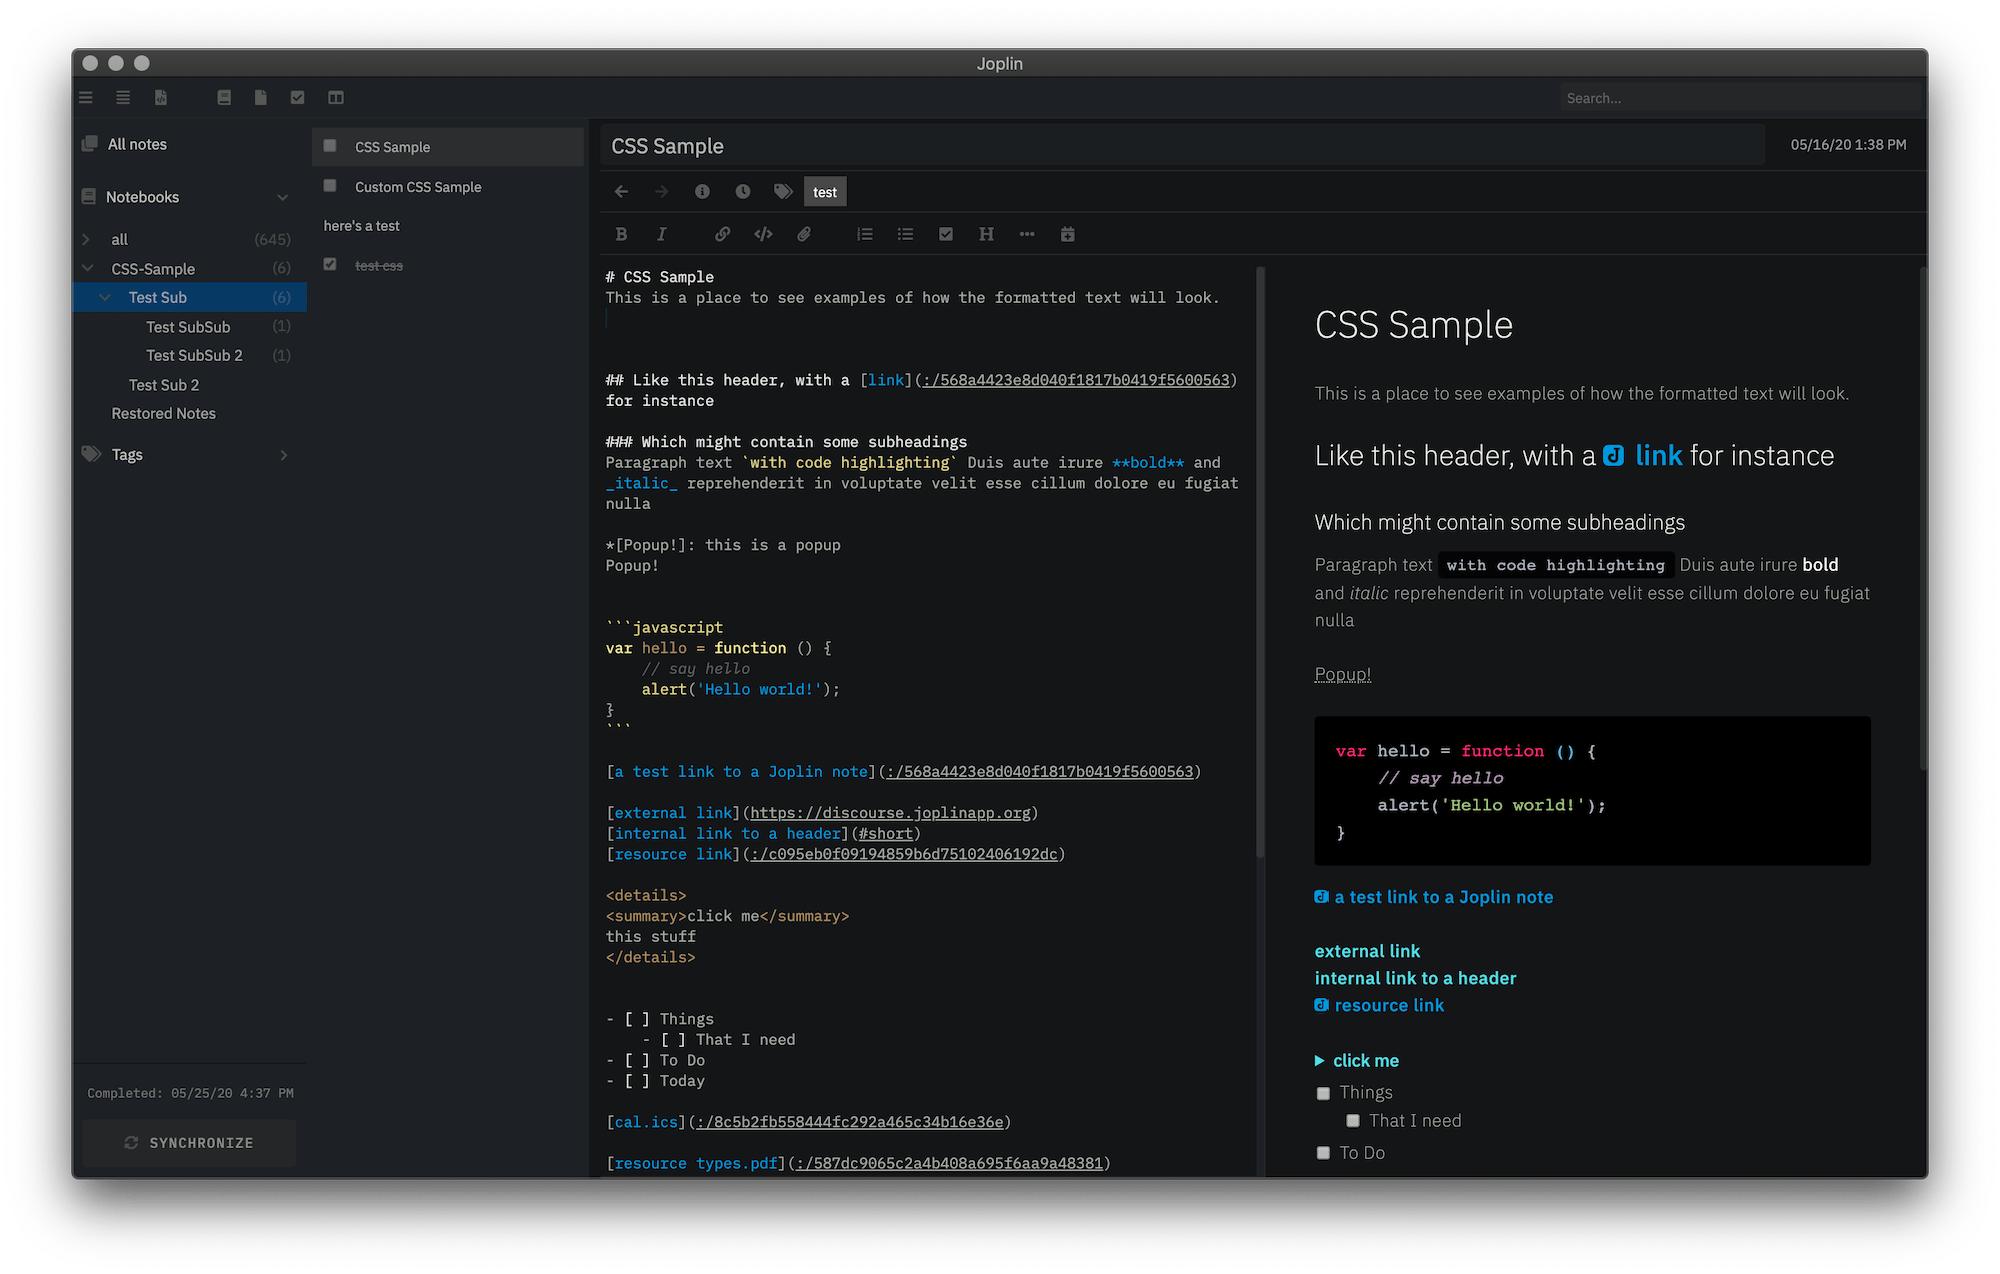 Joplin
Search...
All notes
Notebooks
all (645)
CSS-Sample (6)
Test Sub (6)
Test SubSub (1)
Test SubSub 2 (1)
Test Sub 2
Restored Notes
Tags
Completed: 05/25/20 4:37 PM
SYNCHRONIZE
CSS Sample
Custom CSS Sample
here's a test
test css
CSS Sample
05/16/20 1:38 PM
test
# CSS Sample
This is a place to see examples of how the formatted text will look.
## Like this header, with a [link](:/568a4423e8d040f1817b0419f5600563)
for instance
### Which might contain some subheadings
Paragraph text `with code highlighting` Duis aute irure **bold** and
_italic_ reprehenderit in voluptate velit esse cillum dolore eu fugiat
nulla
*[Popup!]: this is a popup
Popup!
```javascript
var hello = function () {
// say hello
alert('Hello world!');
}
```
[a test link to a Joplin note](:/568a4423e8d040f1817b0419f5600563)
[external link](https://discourse.joplinapp.org)
[internal link to a header](#short)
[resource link](:/c095eb0f09194859b6d75102406192dc)
<details>
<summary>click me</summary>
this stuff
</details>
- [ ] Things
- [ ] That I need
- [ ] To Do
- [ ] Today
[cal.ics](:/8c5b2fb558444fc292a465c34b16e36e)
[resource types.pdf](:/587dc9065c2a4b408a695f6aa9a48381)
CSS Sample
This is a place to see examples of how the formatted text will look.
Like this header, with a link for instance
Which might contain some subheadings
Paragraph text with code highlighting Duis aute irure bold
and italic reprehenderit in voluptate velit esse cillum dolore eu fugiat
nulla
Popup!
var hello = function () {
// say hello
alert('Hello world!');
}
a test link to a Joplin note
external link
internal link to a header
resource link
click me
Things
That I need
To Do